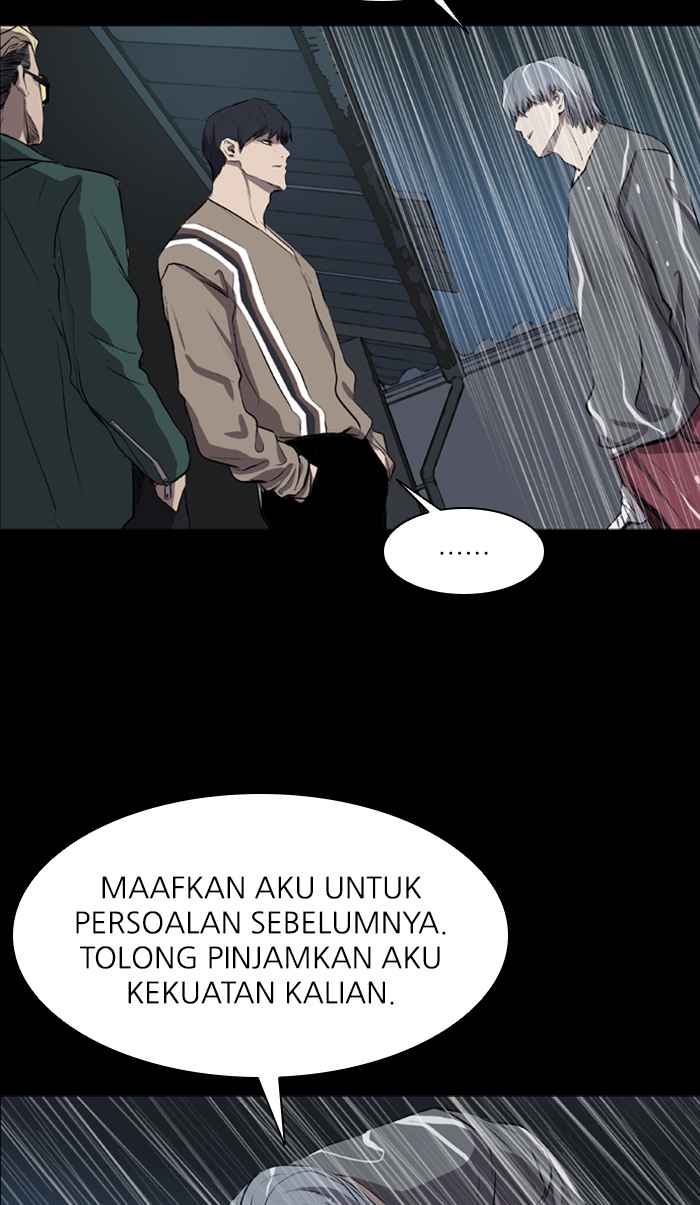 ......
MAAFKAN AKU UNTUK
PERSOALAN SEBELUMNYA.
TOLONG PINJAMKAN AKU
KEKUATAN KALIAN.